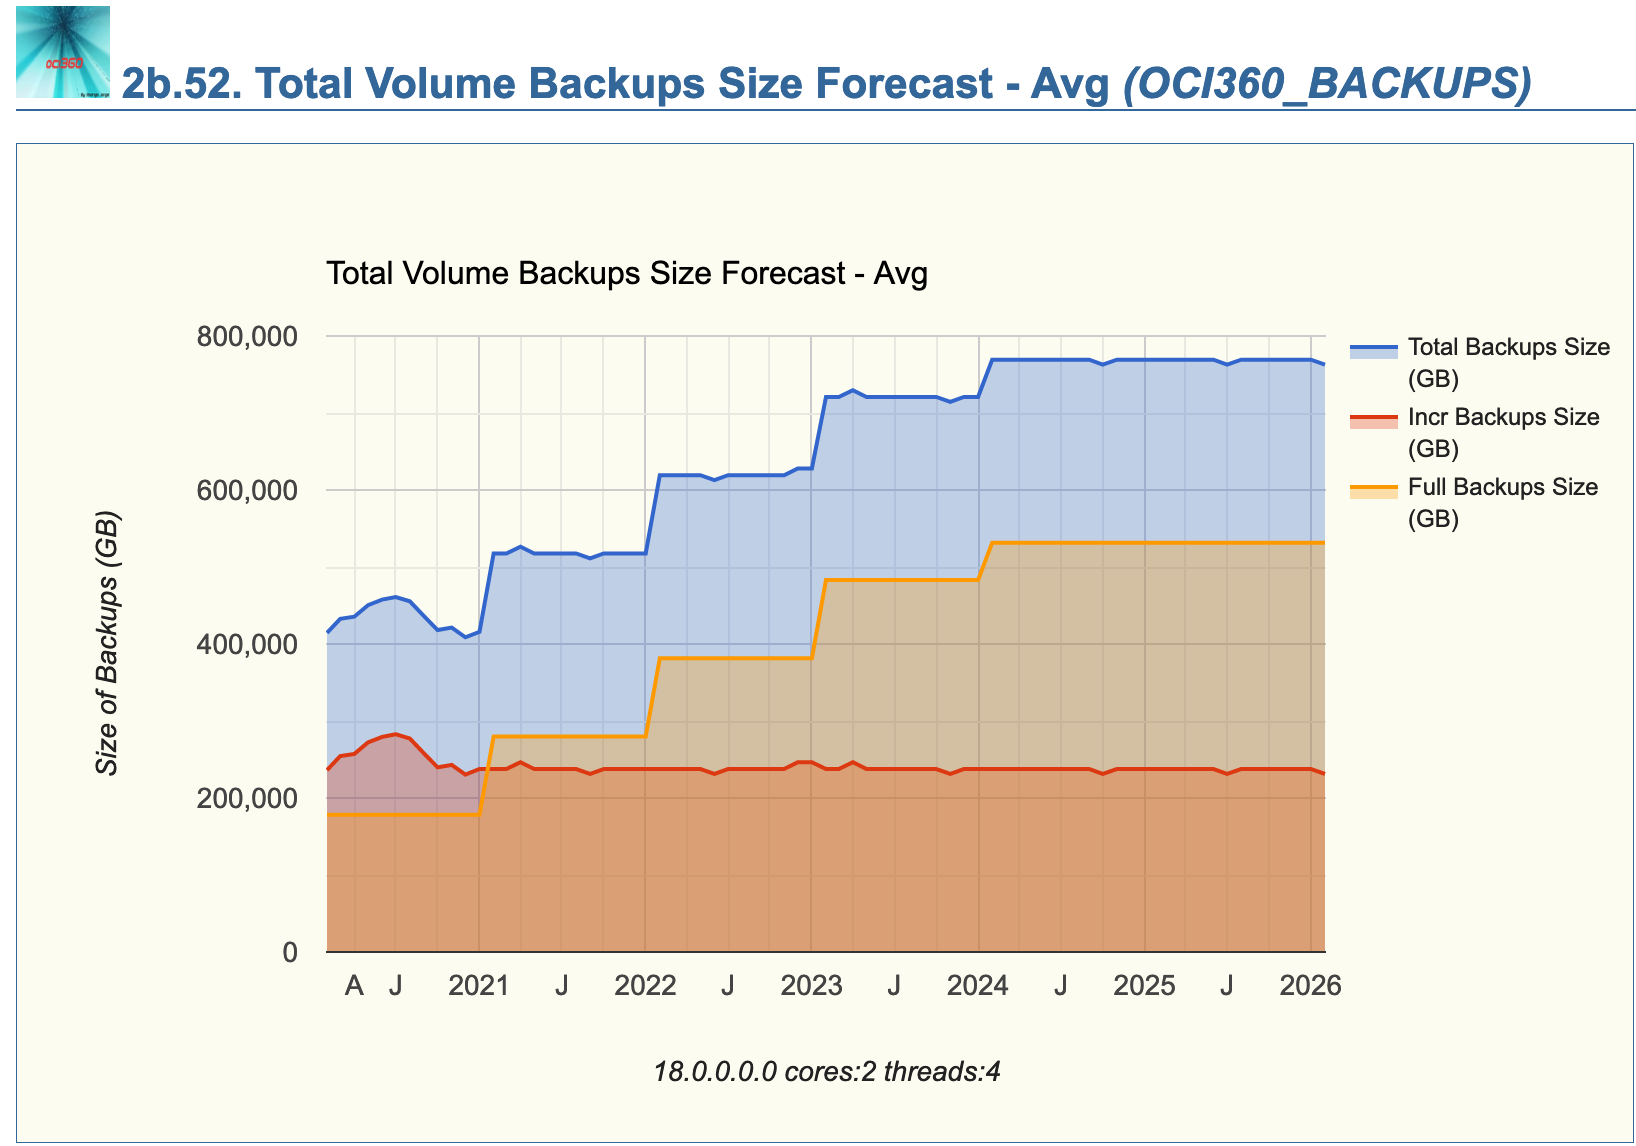 oci360
2b.52. Total Volume Backups Size Forecast - Avg (OCI360_BACKUPS)
Total Volume Backups Size Forecast - Avg
800,000
600,000
400,000
200,000
0
Size of Backups (GB)
A J 2021 J 2022 J 2023 J 2024 J 2025 J 2026
Total Backups Size
(GB)
Incr Backups Size
(GB)
Full Backups Size
(GB)
18.0.0.0.0 cores:2 threads:4